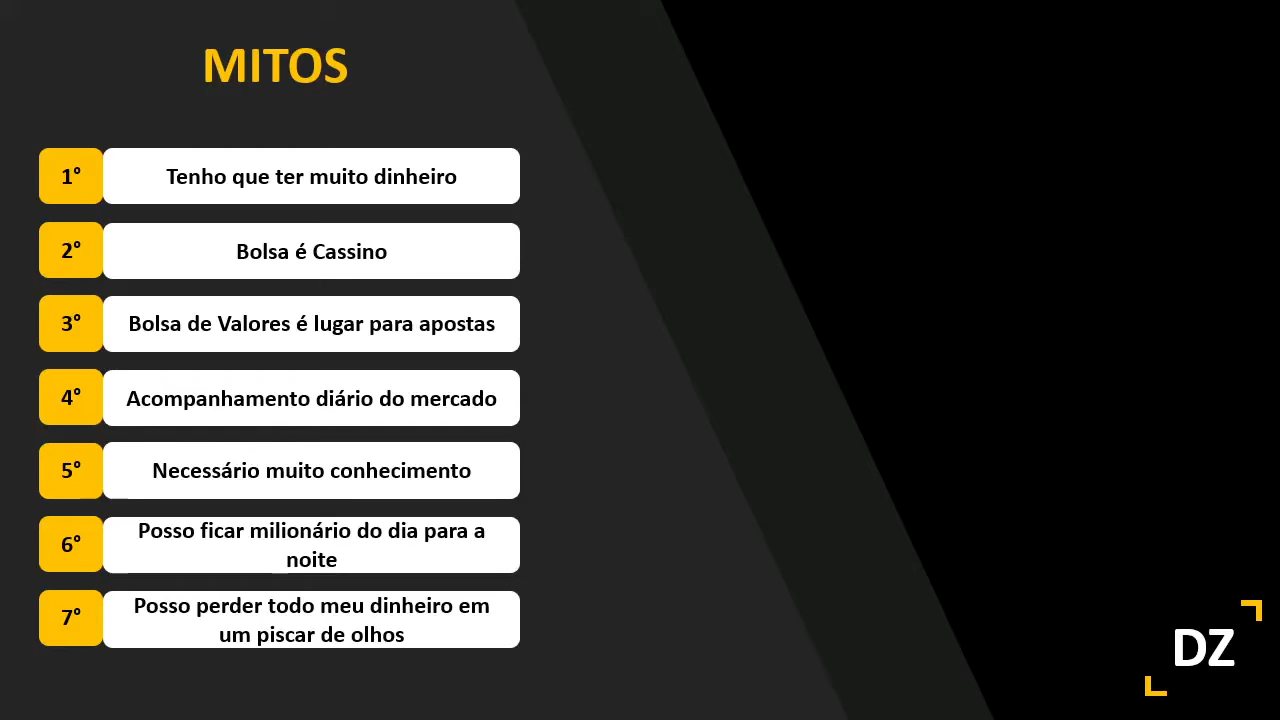 MITOS
1° Tenho que ter muito dinheiro
2° Bolsa é Cassino
3° Bolsa de Valores é lugar para apostas
4° Acompanhamento diário do mercado
5° Necessário muito conhecimento
6° Posso ficar milionário do dia para a
noite
7° Posso perder todo meu dinheiro em
um piscar de olhos
DZ